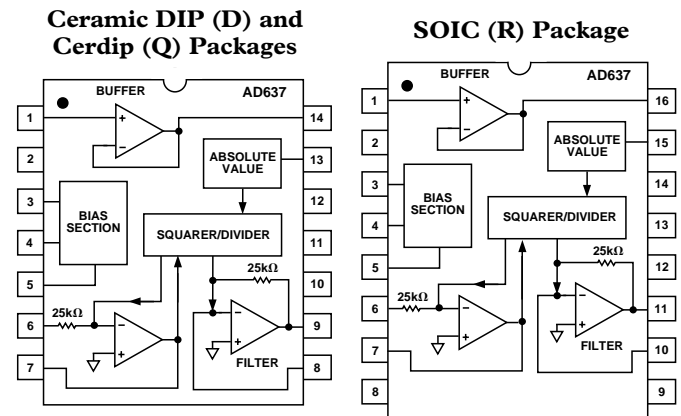 Ceramic DIP (D) and
Cerdip (Q) Packages
BUFFER
AD637
1
14
+
−
2
ABSOLUTE
VALUE
13
3
12
BIAS
SECTION
SQUARER/DIVIDER
4
11
5
25kΩ
10
25kΩ
6
−
−
9
+
+
FILTER
7
8
SOIC (R) Package
BUFFER
AD637
1
16
+
−
2
ABSOLUTE
VALUE
15
3
14
BIAS
SECTION
SQUARER/DIVIDER
4
13
5
25kΩ
12
25kΩ
6
−
−
11
+
+
FILTER
7
10
8
9